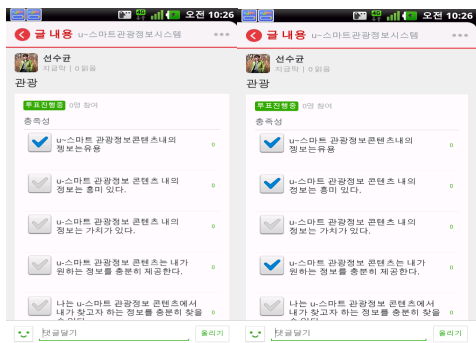 오전 10:26
글 내용 u-스마트관광정보시스템
선수균
지금막 | 0 읽음
관광
투표진행중 0명 참여
충족성
u-스마트 관광정보콘텐츠내의
정보는유용
0
u-스마트 관광정보 콘텐츠 내의
정보는 흥미 있다.
0
u-스마트 관광정보 콘텐츠 내의
정보는 가치가 있다.
0
u-스마트 관광정보 콘텐츠는 내가
원하는 정보를 충분히 제공한다.
0
나는 u-스마트 관광정보 콘텐츠에서
내가 찾고자 하는 정보를 충분히 찾을
수 있다
0
댓글달기
올리기
오전 10:26
글 내용 u-스마트관광정보시스템
선수균
지금막 | 0 읽음
관광
투표진행중 0명 참여
충족성
u-스마트 관광정보콘텐츠내의
정보는유용
0
u-스마트 관광정보 콘텐츠 내의
정보는 흥미 있다.
0
u-스마트 관광정보 콘텐츠 내의
정보는 가치가 있다.
0
u-스마트 관광정보 콘텐츠는 내가
원하는 정보를 충분히 제공한다.
0
나는 u-스마트 관광정보 콘텐츠에서
내가 찾고자 하는 정보를 충분히 찾을
수 있다
0
댓글달기
올리기